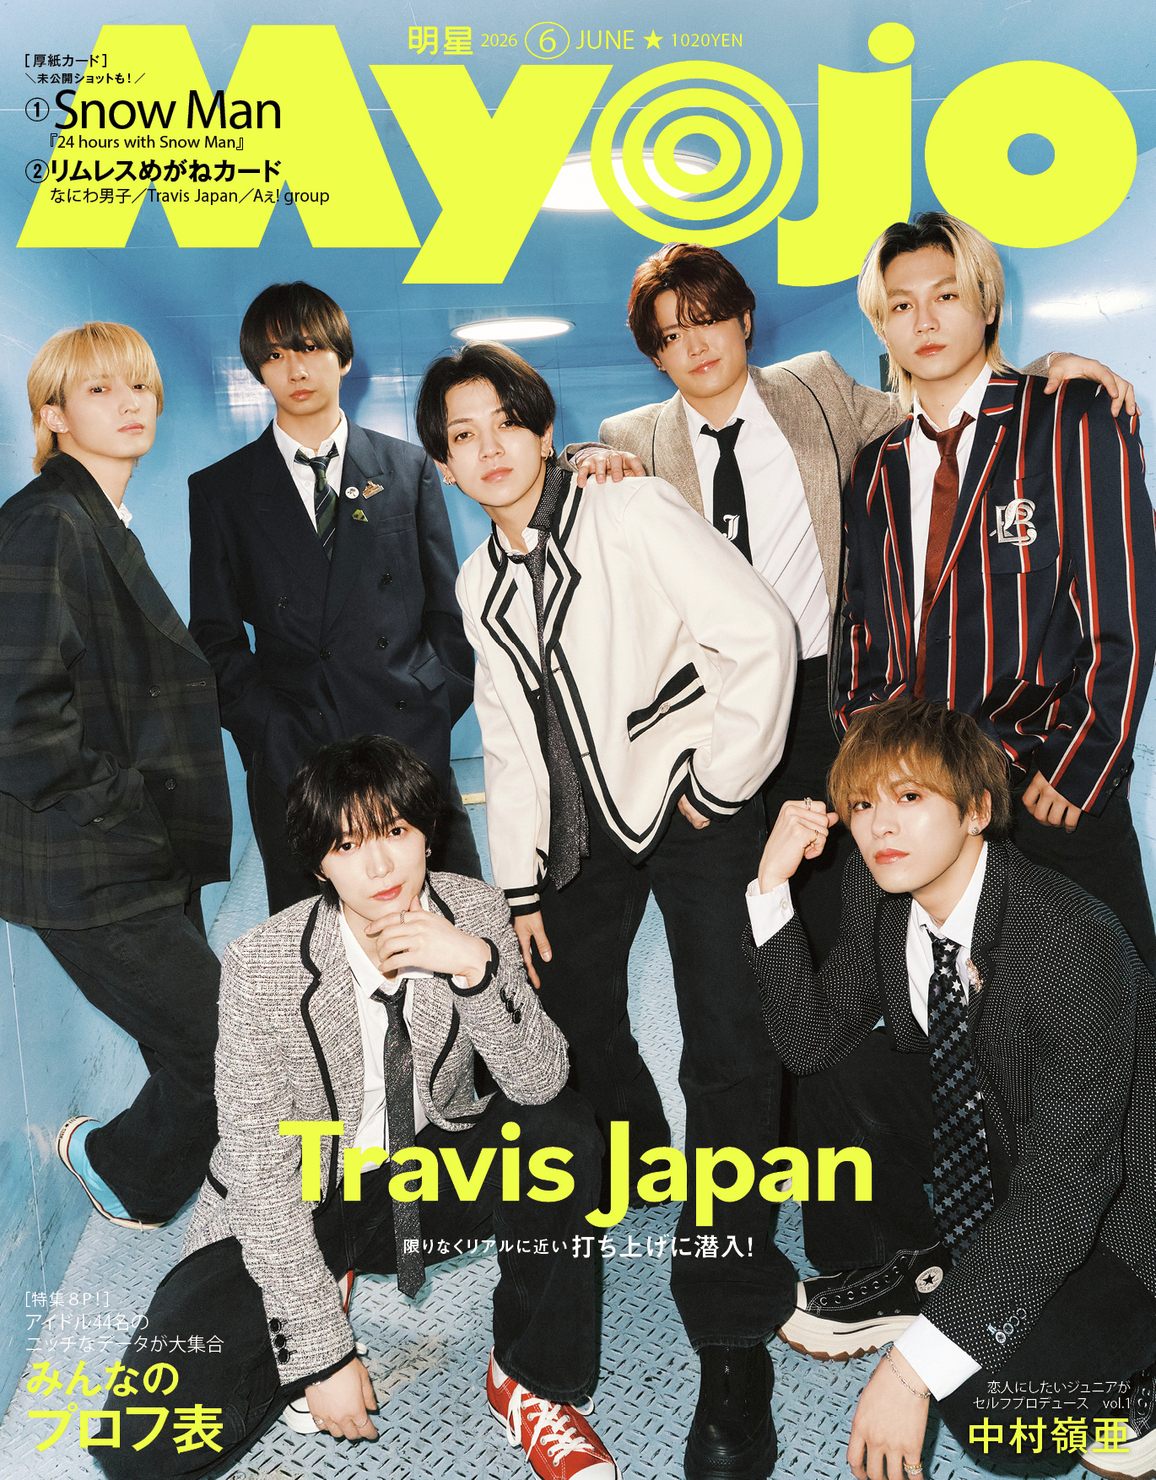 Myojo
明星 2026 ⑥ JUNE ★ 1020YEN
[厚紙カード]
＼未公開ショットも！／
① Snow Man
『24 hours with Snow Man』
② リムレスめがねカード
なにわ男子／Travis Japan／Aぇ! group
J
Travis Japan
限りなくリアルに近い打ち上げに潜入！
[特集８P！]
アイドル44名の
ニッチなデータが大集合
みんなの
プロフ表
恋人にしたいジュニアが
セルフプロデュース vol.1
中村嶺亜